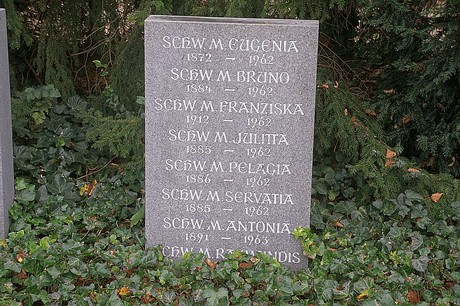 SCHW M EUGENIA
1872 – 1962
SCHW. M BRUNO
1884 – 1962
SCHW M FRANZISKA
1912 – 1962
SCHW M. JULITTA
1885 – 1962
SCHW. M. PELAGIA
1886 – 1962
SCHW. M SERVATIA
1885 – 1962
SCHW. M. ANTONIA
1891 – 1963
SCHW M.